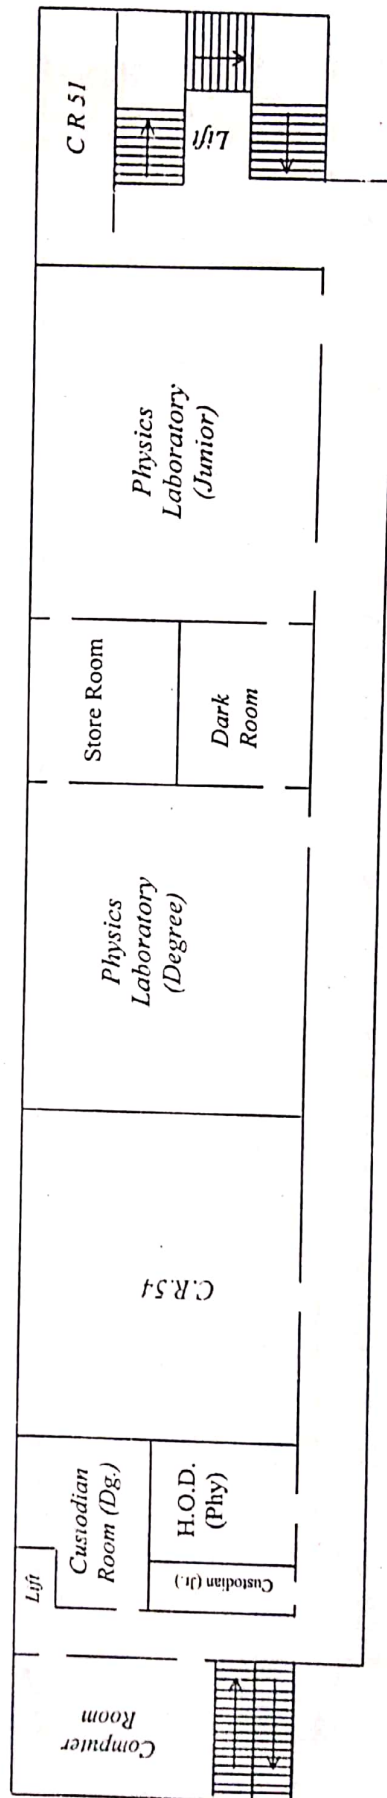 C R 51
Lift
Physics
Laboratory
(Junior)
Store Room
Dark
Room
Physics
Laboratory
(Degree)
C.R.54
Custodian
Room (Dg.)
H.O.D.
(Phy)
Custodian (Jr.)
Lift
Computer
Room